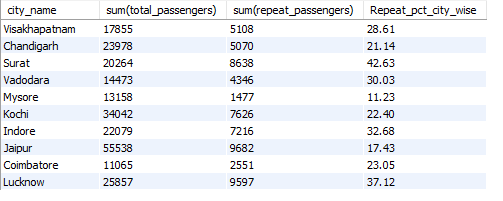 city_name sum(total_passengers) sum(repeat_passengers) Repeat_pct_city_wise
Visakhapatnam 17855 5108 28.61
Chandigarh 23978 5070 21.14
Surat 20264 8638 42.63
Vadodara 14473 4346 30.03
Mysore 13158 1477 11.23
Kochi 34042 7626 22.40
Indore 22079 7216 32.68
Jaipur 55538 9682 17.43
Coimbatore 11065 2551 23.05
Lucknow 25857 9597 37.12